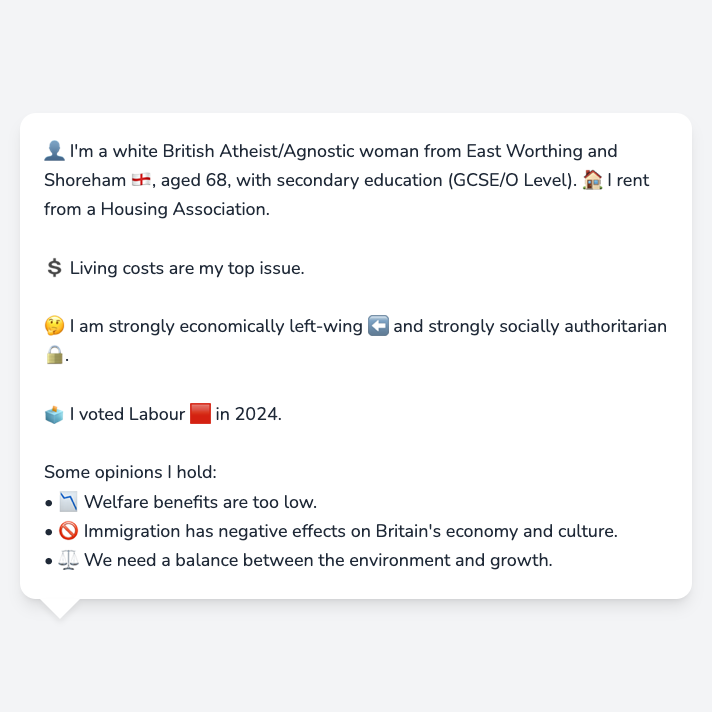 👤 I'm a white British Atheist/Agnostic woman from East Worthing and
Shoreham 🏴󠁧󠁢󠁥󠁮󠁧󠁿, aged 68, with secondary education (GCSE/O Level). 🏠 I rent
from a Housing Association.
💲 Living costs are my top issue.
🤔 I am strongly economically left-wing ⬅️ and strongly socially authoritarian
🔒.
🗳️ I voted Labour 🟥 in 2024.
Some opinions I hold:
• 📉 Welfare benefits are too low.
• 🚫 Immigration has negative effects on Britain's economy and culture.
• ⚖️ We need a balance between the environment and growth.